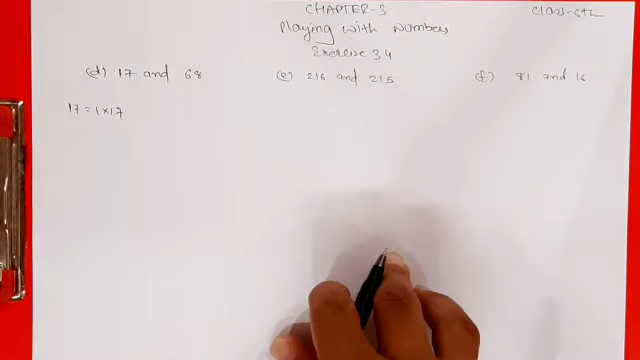 CHAPTER-3
Class-6th
Playing with Numbers
Exercise 3.4
(d) 17 and 68
(e) 216 and 215
(f) 81 and 16
17 = 1×17